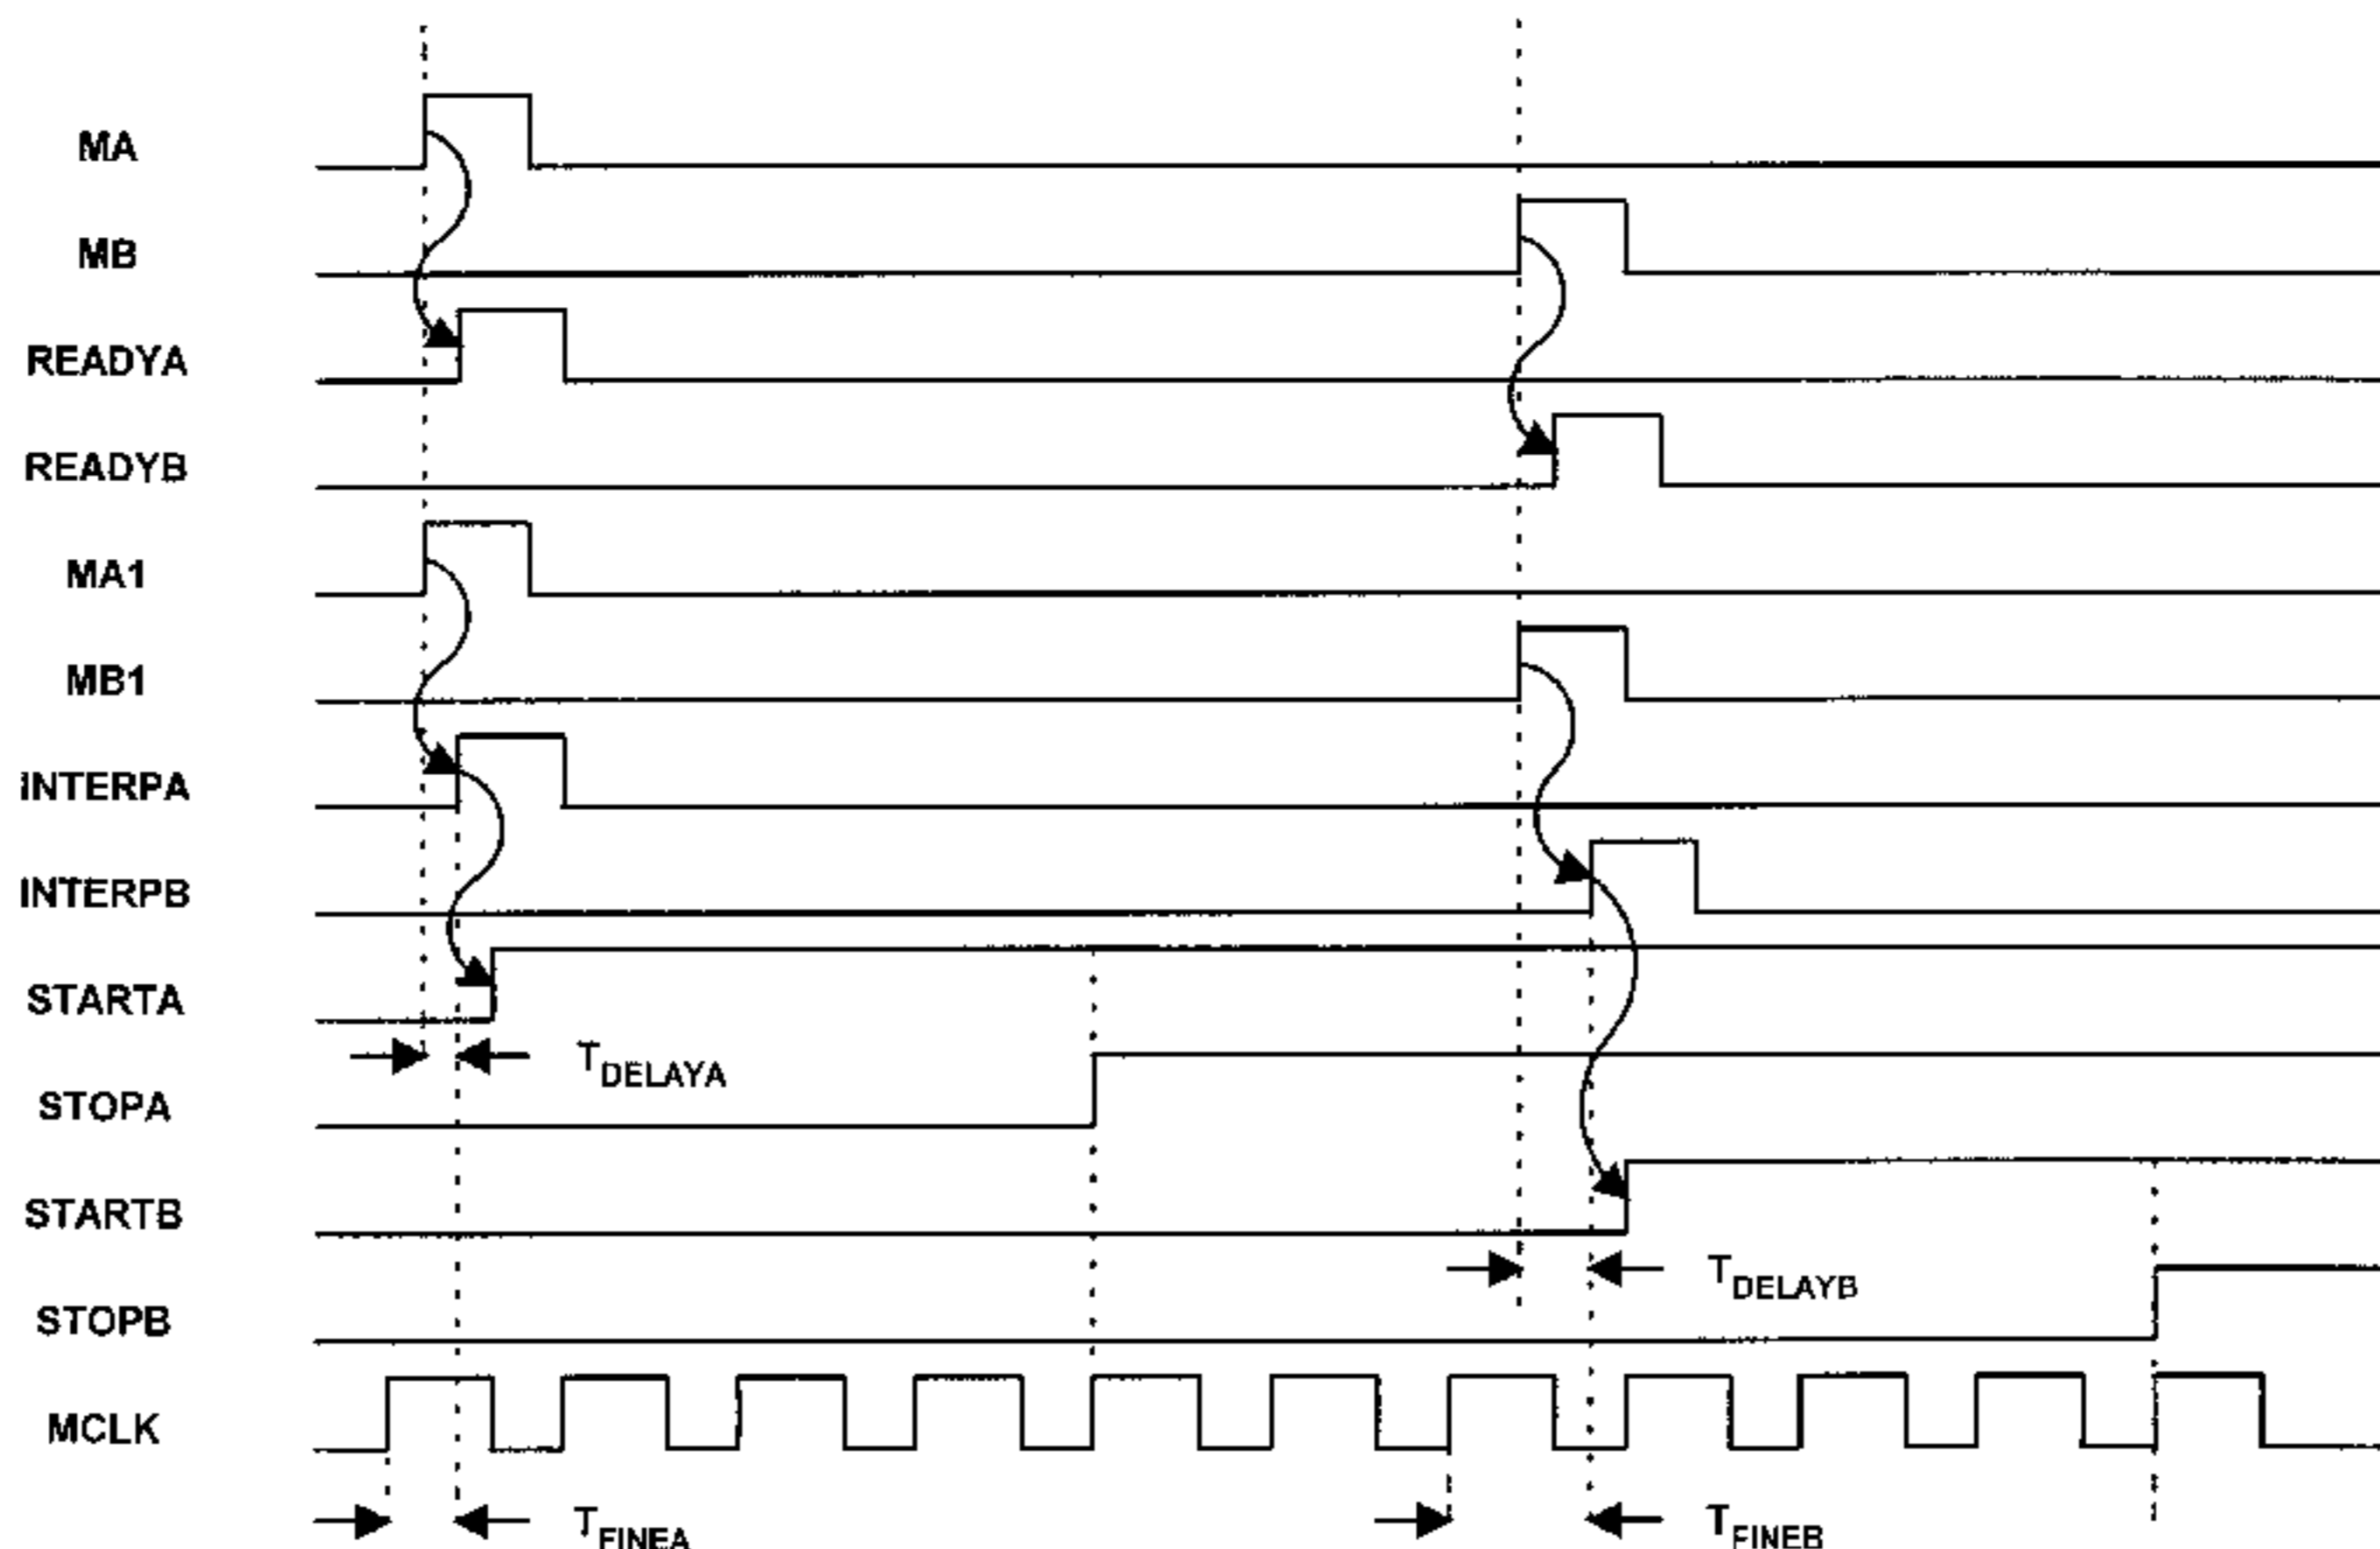 MA
MB
READYA
READYB
MA1
MB1
INTERPA
INTERPB
STARTA
TDELAYA
STOPA
STARTB
TDELAYB
STOPB
MCLK
TFINEA
TFINEB